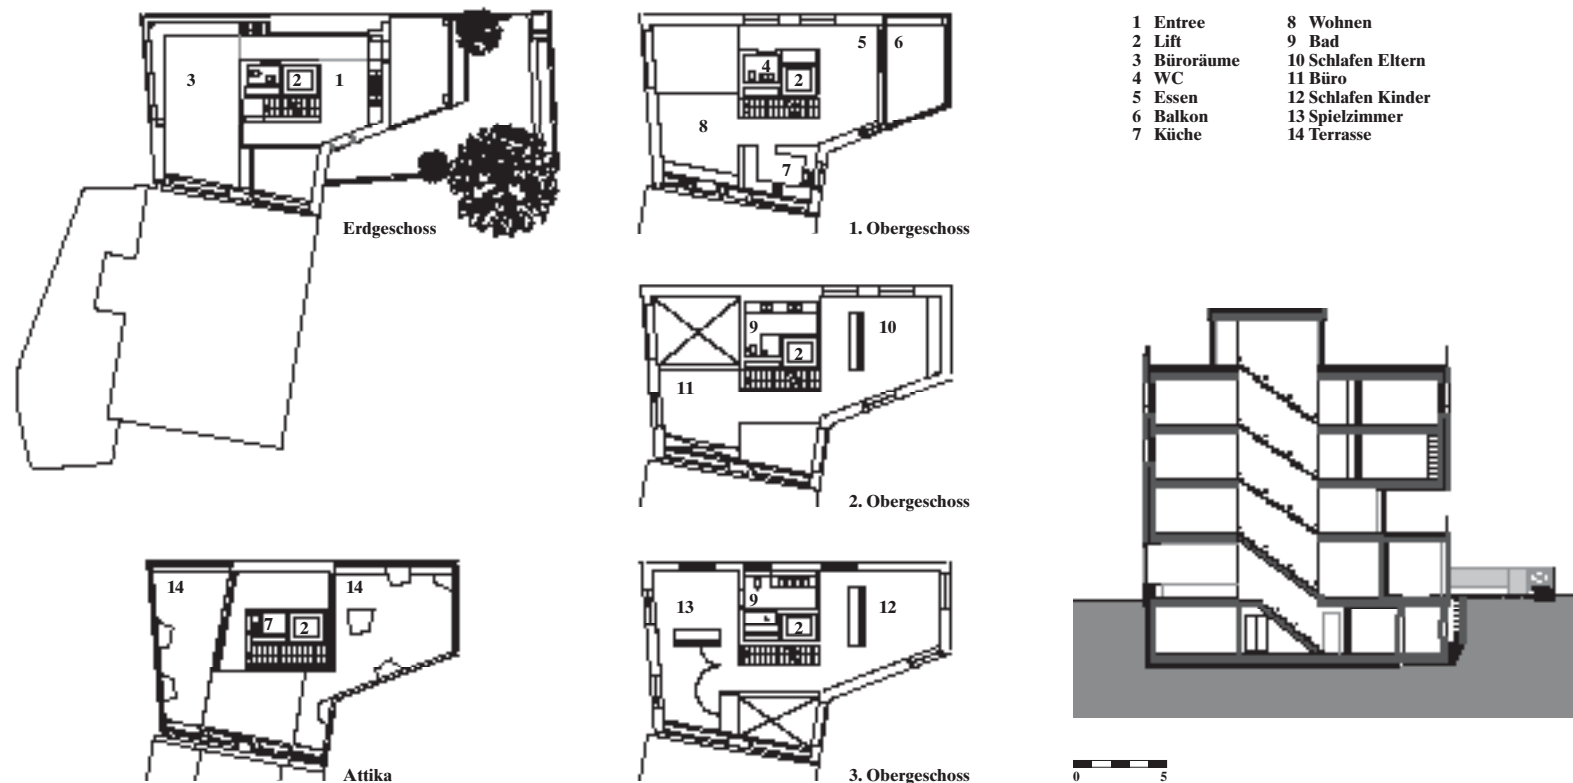 3
2
1
Erdgeschoss
4
2
5
6
8
7
1. Obergeschoss
1 Entree
2 Lift
3 Büroräume
4 WC
5 Essen
6 Balkon
7 Küche
8 Wohnen
9 Bad
10 Schlafen Eltern
11 Büro
12 Schlafen Kinder
13 Spielzimmer
14 Terrasse
9
10
2
11
2. Obergeschoss
14
14
7
2
Attika
13
9
12
2
3. Obergeschoss
0 5